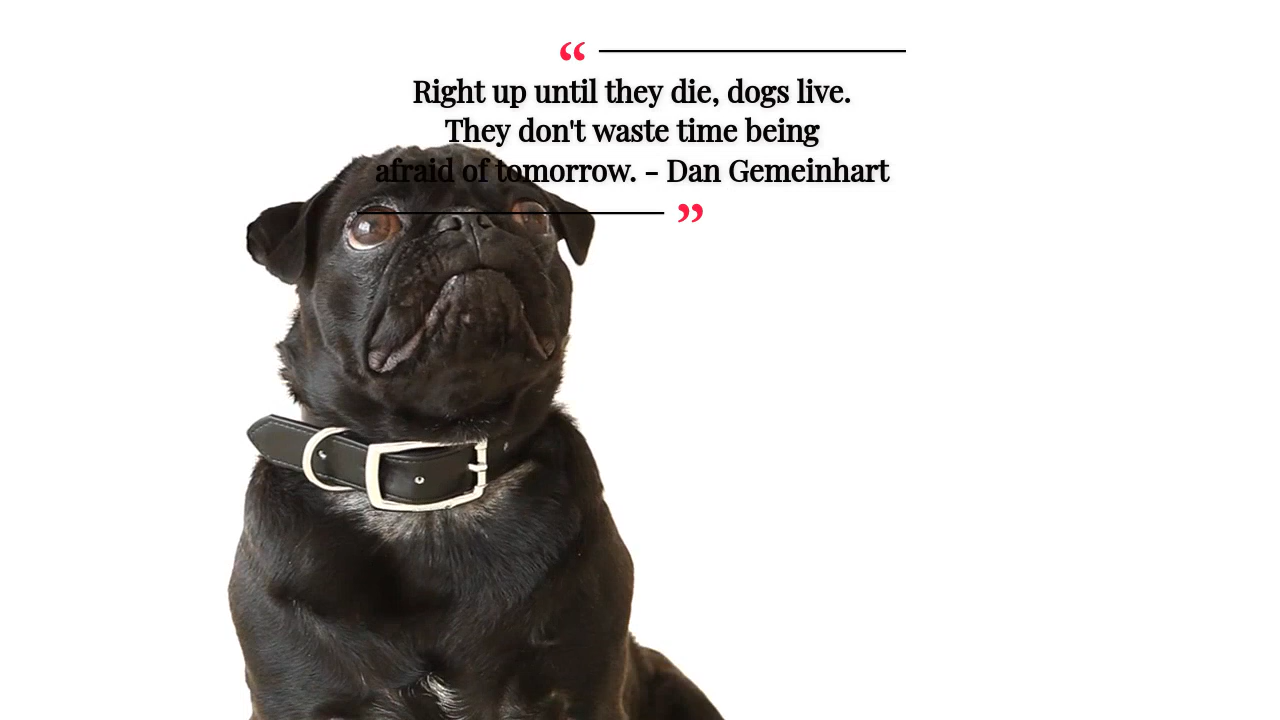 “
Right up until they die, dogs live.
They don't waste time being
afraid of tomorrow. - Dan Gemeinhart
”